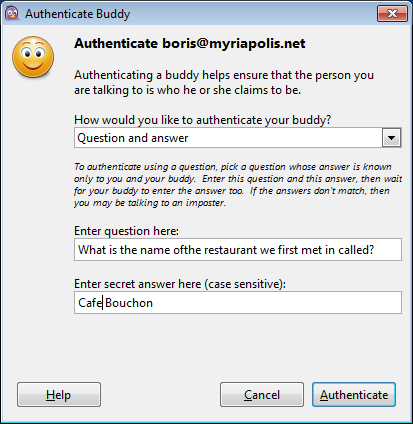 Authenticate Buddy
Authenticate boris@myriapolis.net
Authenticating a buddy helps ensure that the person you
are talking to is who he or she claims to be.
How would you like to authenticate your buddy?
Question and answer
To authenticate using a question, pick a question whose answer is known
only to you and your buddy. Enter this question and this answer, then wait
for your buddy to enter the answer too. If the answers don't match, then
you may be talking to an imposter.
Enter question here:
What is the name ofthe restaurant we first met in called?
Enter secret answer here (case sensitive):
Cafe Bouchon
Help
Cancel
Authenticate